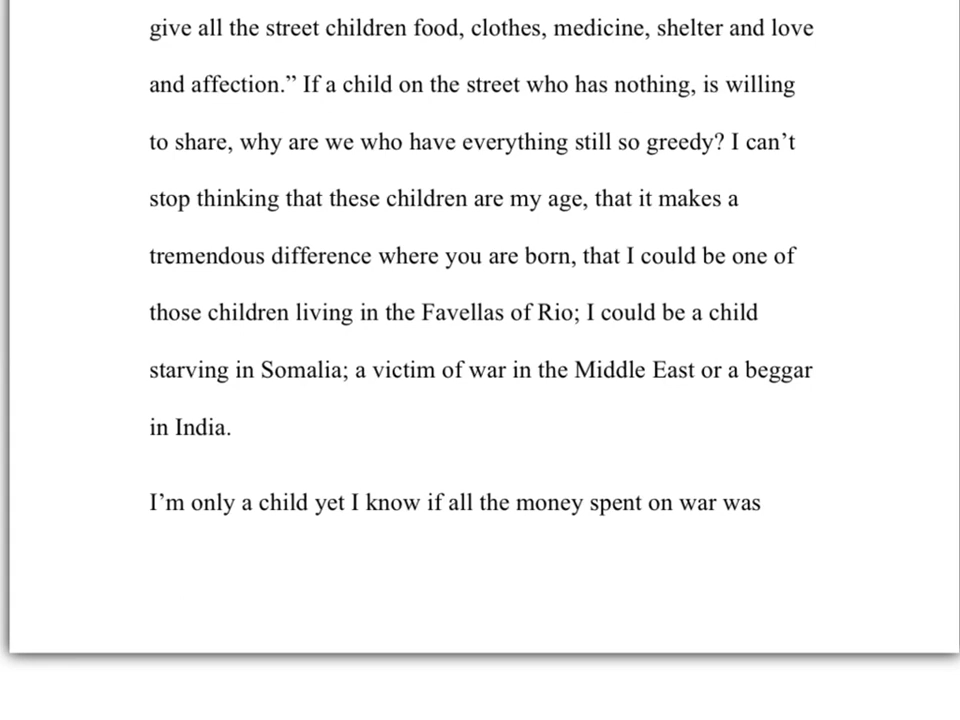 give all the street children food, clothes, medicine, shelter and love
and affection.” If a child on the street who has nothing, is willing
to share, why are we who have everything still so greedy? I can’t
stop thinking that these children are my age, that it makes a
tremendous difference where you are born, that I could be one of
those children living in the Favellas of Rio; I could be a child
starving in Somalia; a victim of war in the Middle East or a beggar
in India.
I’m only a child yet I know if all the money spent on war was